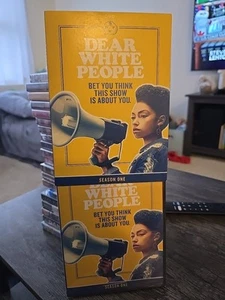 DEAR
WHITE
PEOPLE
BET YOU THINK
THIS SHOW
IS ABOUT YOU.
SEASON ONE
WHITE
PEOPLE
BET YOU THINK
THIS SHOW
IS ABOUT YOU.